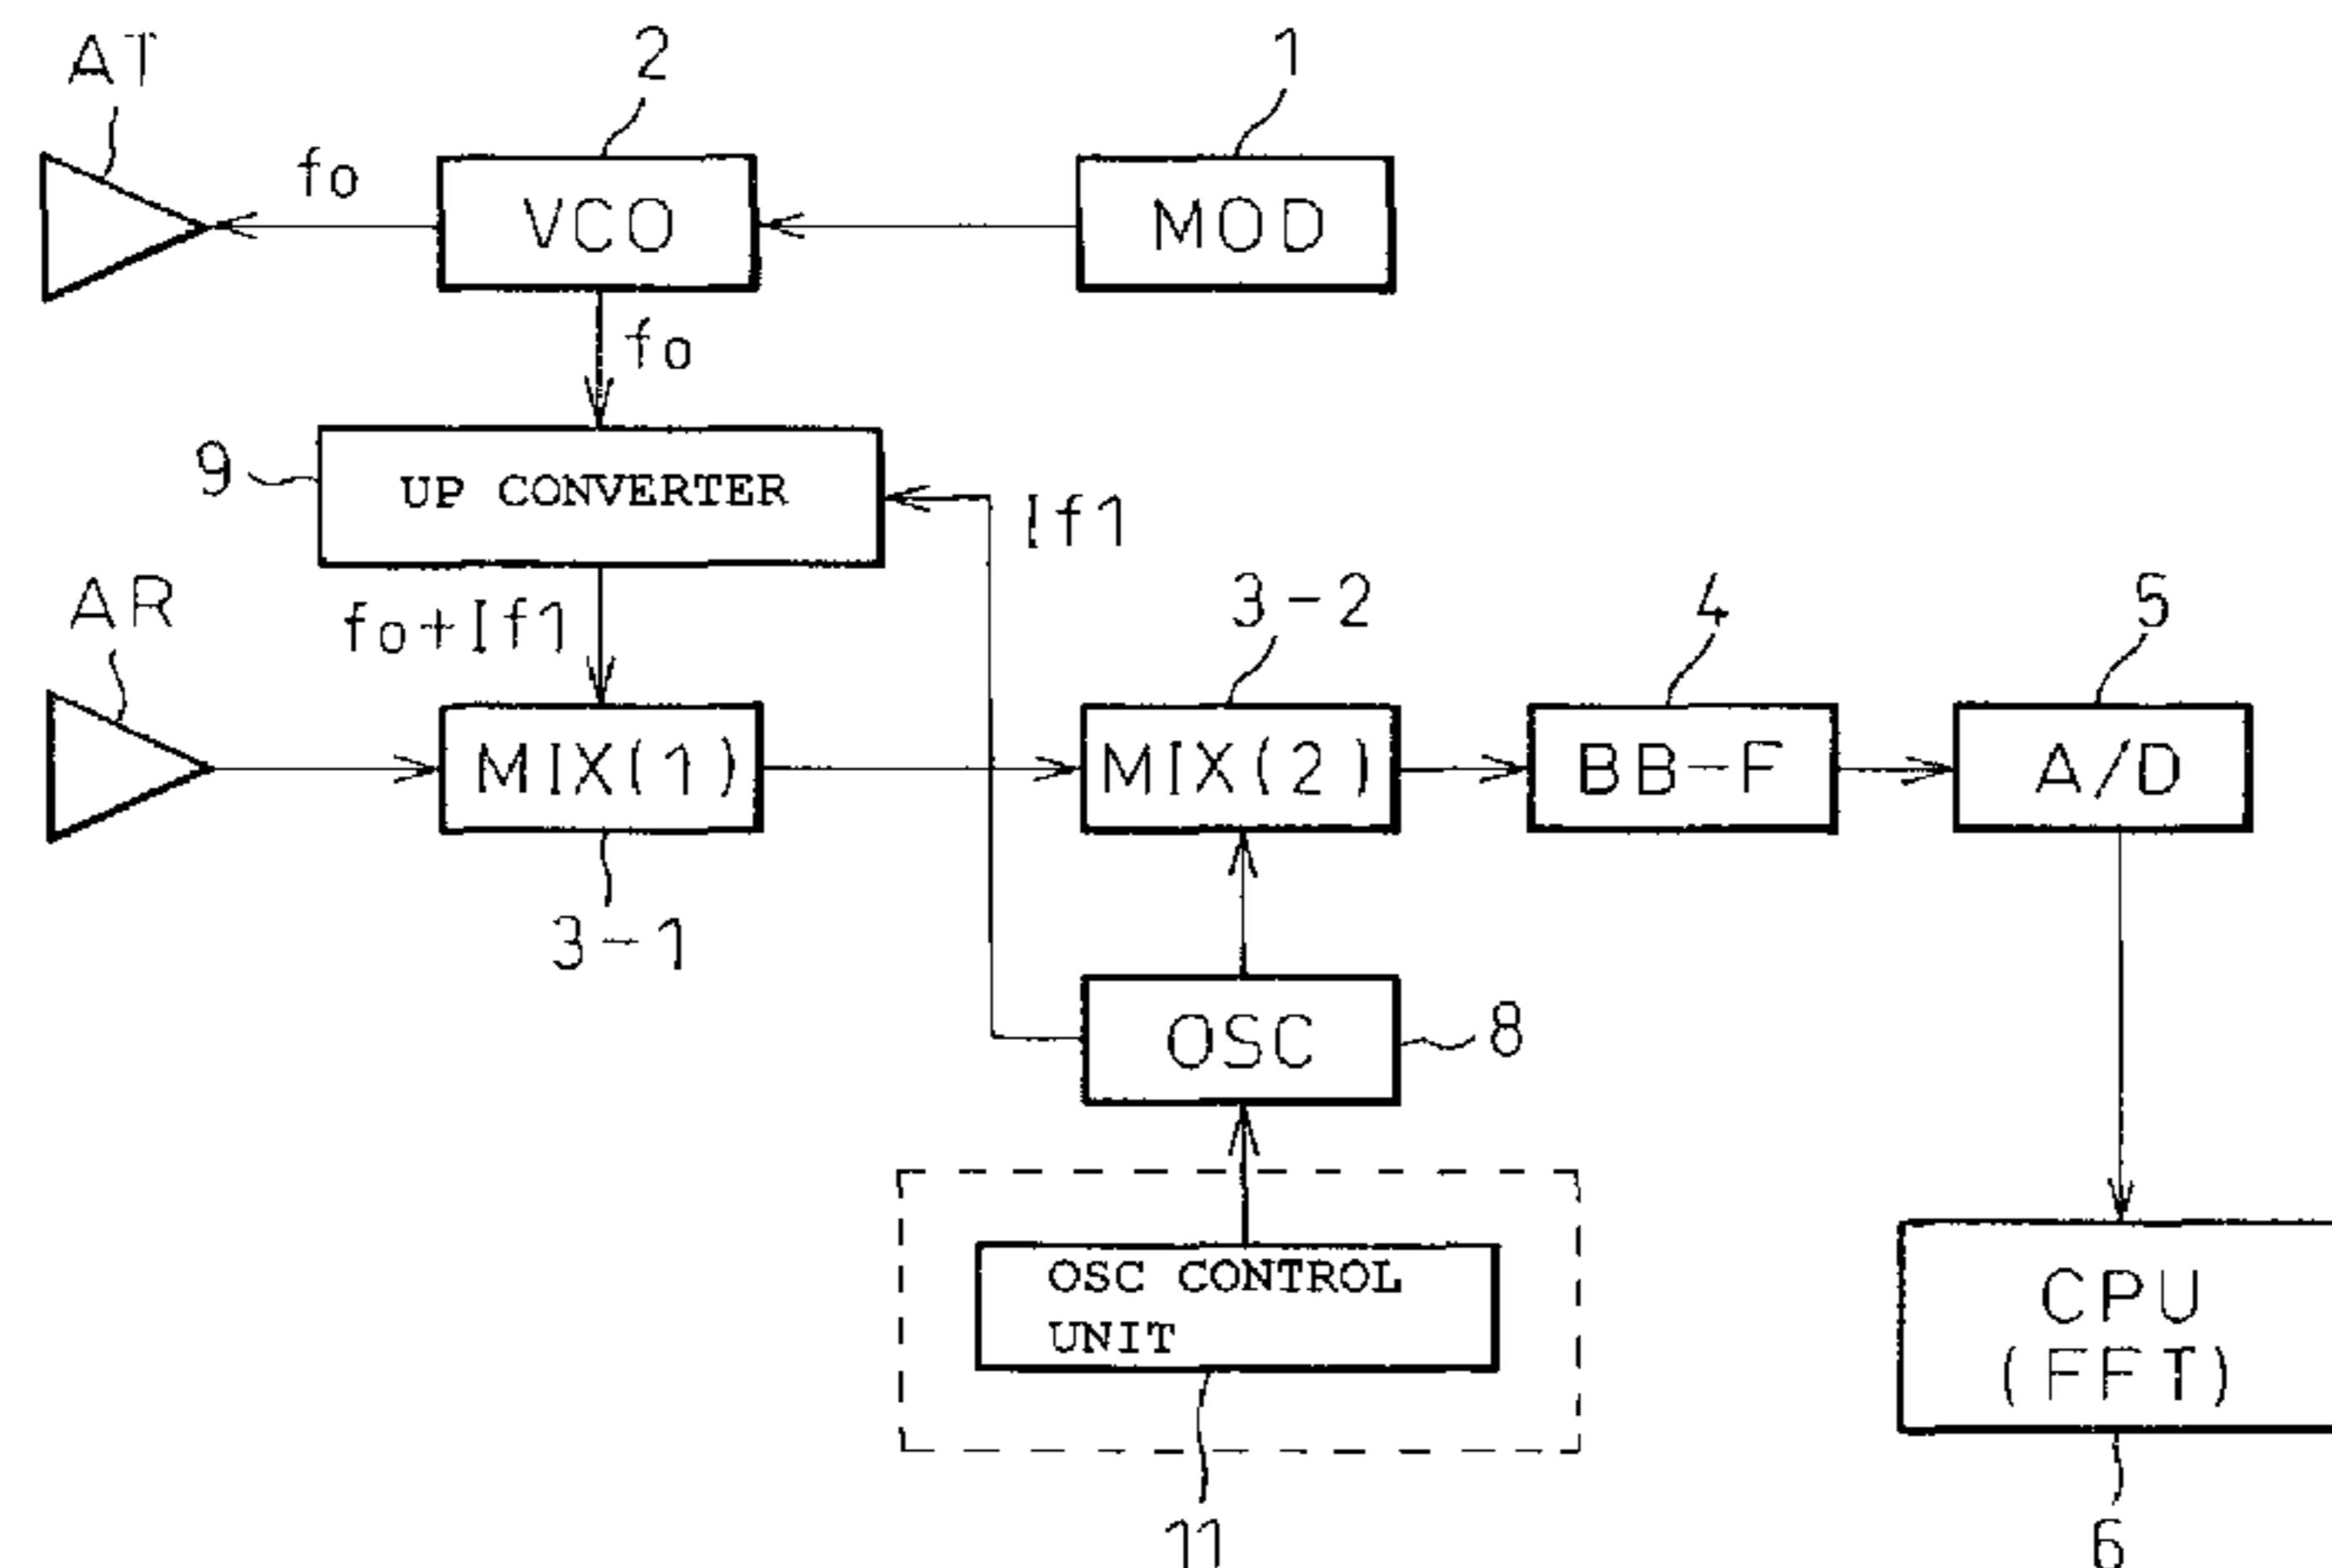 AT
2
1
fo
VCO
MOD
fo
9
UP CONVERTER
If1
AR
fo+If1
3-2
4
5
MIX(1)
MIX(2)
BB-F
A/D
3-1
OSC
8
OSC CONTROL
UNIT
CPU
(FFT)
11
6